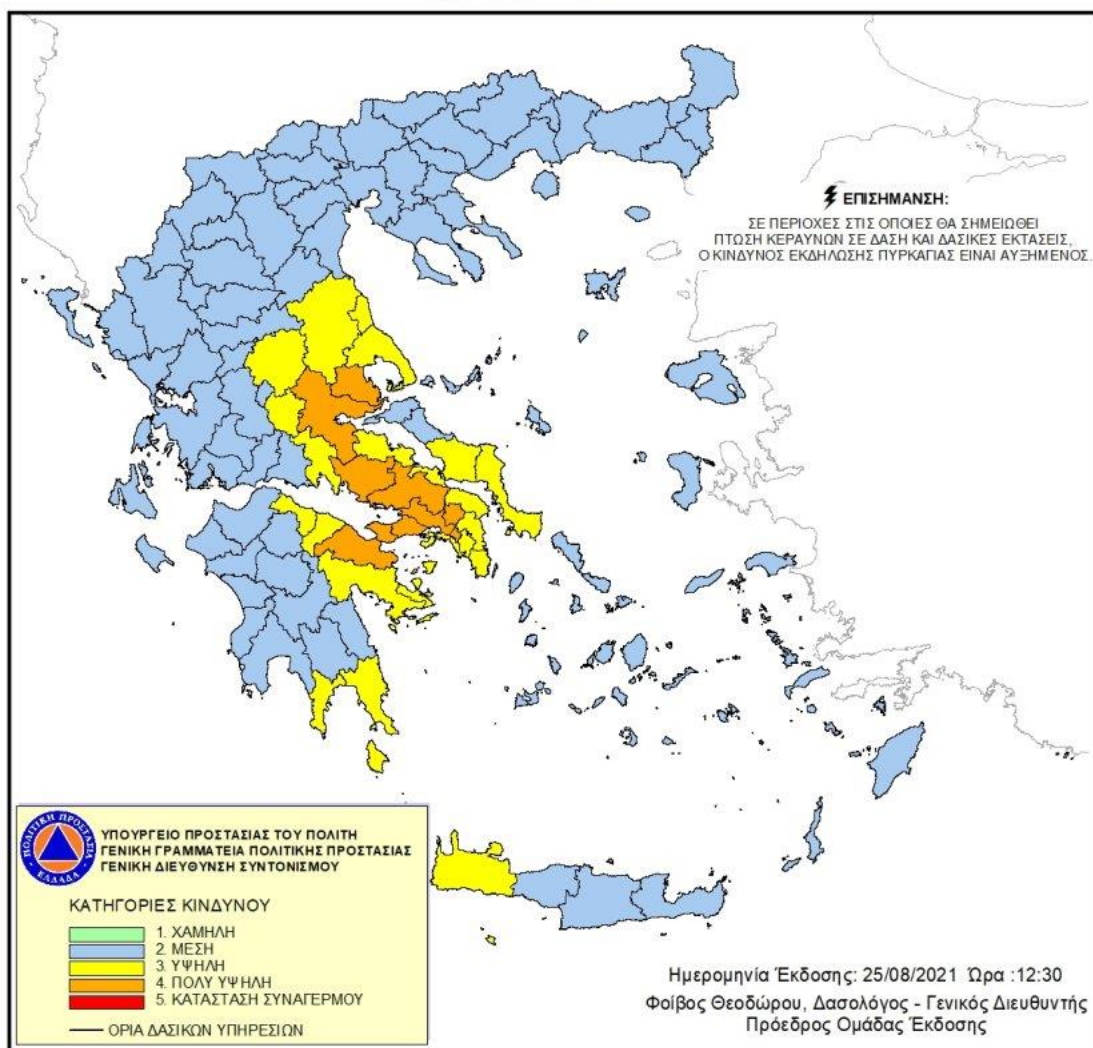 ΕΠΙΣΗΜΑΝΣΗ:
ΣΕ ΠΕΡΙΟΧΕΣ ΣΤΙΣ ΟΠΟΙΕΣ ΘΑ ΣΗΜΕΙΩΘΕΙ
ΠΤΩΣΗ ΚΕΡΑΥΝΩΝ ΣΕ ΔΑΣΗ ΚΑΙ ΔΑΣΙΚΕΣ ΕΚΤΑΣΕΙΣ,
Ο ΚΙΝΔΥΝΟΣ ΕΚΔΗΛΩΣΗΣ ΠΥΡΚΑΓΙΑΣ ΕΙΝΑΙ ΑΥΞΗΜΕΝΟΣ.
ΠΟΛΙΤΙΚΗ ΠΡΟΣΤΑΣΙΑ
ΕΛΛΑΔΑ
ΥΠΟΥΡΓΕΙΟ ΠΡΟΣΤΑΣΙΑΣ ΤΟΥ ΠΟΛΙΤΗ
ΓΕΝΙΚΗ ΓΡΑΜΜΑΤΕΙΑ ΠΟΛΙΤΙΚΗΣ ΠΡΟΣΤΑΣΙΑΣ
ΓΕΝΙΚΗ ΔΙΕΥΘΥΝΣΗ ΣΥΝΤΟΝΙΣΜΟΥ
ΚΑΤΗΓΟΡΙΕΣ ΚΙΝΔΥΝΟΥ
1. ΧΑΜΗΛΗ
2. ΜΕΣΗ
3. ΥΨΗΛΗ
4. ΠΟΛΥ ΥΨΗΛΗ
5. ΚΑΤΑΣΤΑΣΗ ΣΥΝΑΓΕΡΜΟΥ
ΟΡΙΑ ΔΑΣΙΚΩΝ ΥΠΗΡΕΣΙΩΝ
Ημερομηνία Έκδοσης: 25/08/2021 Ώρα :12:30
Φοίβος Θεοδώρου, Δασολόγος - Γενικός Διευθυντής
Πρόεδρος Ομάδας Έκδοσης